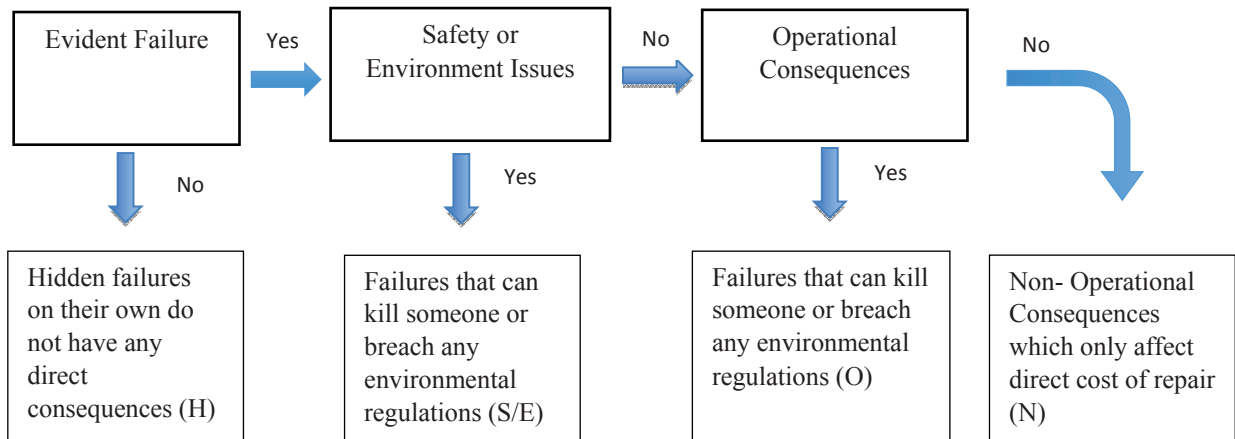 Evident Failure
Yes
Safety or
Environment Issues
No
Operational
Consequences
No
No
Yes
Yes
Hidden failures
on their own do
not have any
direct
consequences (H)
Failures that can
kill someone or
breach any
environmental
regulations (S/E)
Failures that can kill
someone or breach
any environmental
regulations (O)
Non- Operational
Consequences
which only affect
direct cost of repair
(N)